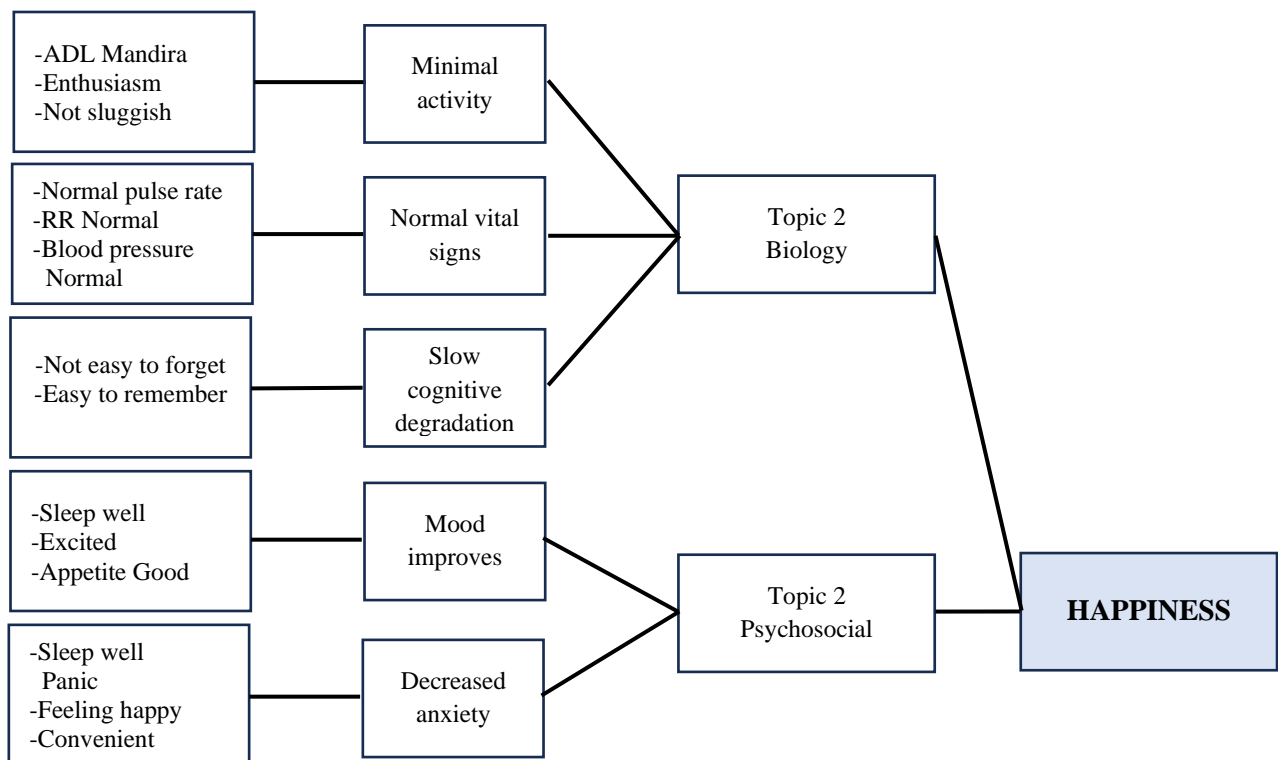 -ADL Mandira
-Enthusiasm
-Not sluggish
Minimal
activity
-Normal pulse rate
-RR Normal
-Blood pressure
Normal
Normal vital
signs
Topic 2
Biology
-Not easy to forget
-Easy to remember
Slow
cognitive
degradation
-Sleep well
-Excited
-Appetite Good
Mood
improves
Topic 2
Psychosocial
HAPPINESS
-Sleep well
Panic
-Feeling happy
-Convenient
Decreased
anxiety